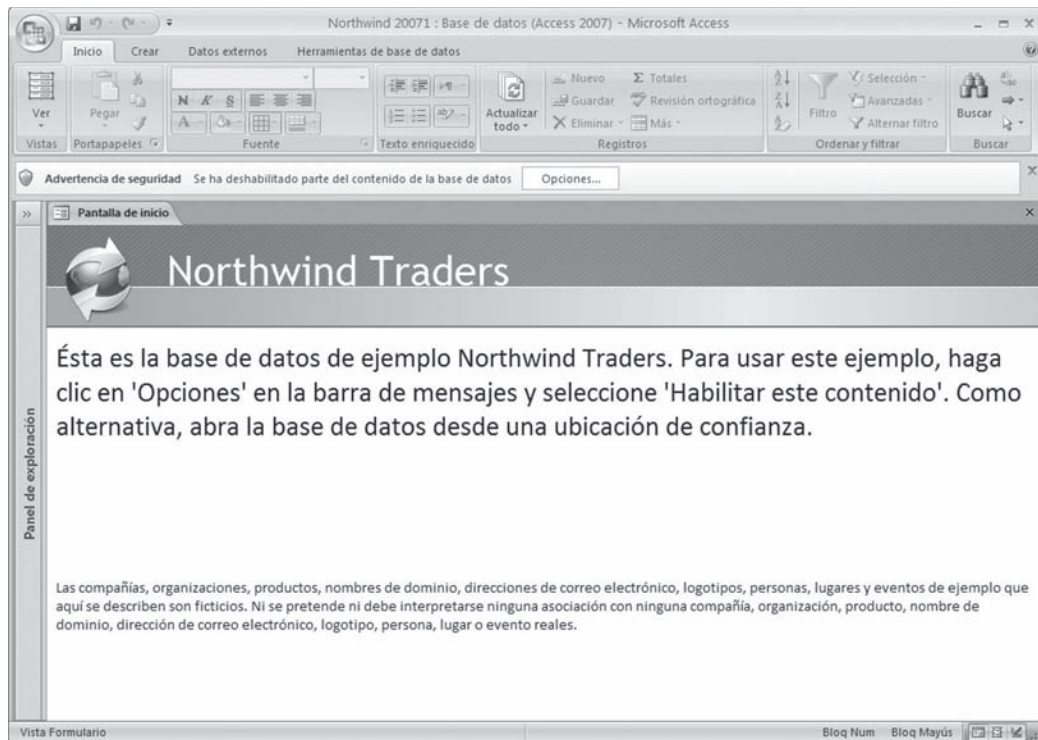 Northwind 20071 : Base de datos (Access 2007) - Microsoft Access
Inicio Crear Datos externos Herramientas de base de datos
Ver
Vistas
Pegar
Portapapeles
N K S
A
Fuente
Texto enriquecido
Actualizar
todo
Nuevo
Guardar
Eliminar
Σ Totales
Revisión ortográfica
Más
Registros
Filtro
Selección
Avanzadas
Alternar filtro
Ordenar y filtrar
Buscar
Buscar
Advertencia de seguridad Se ha deshabilitado parte del contenido de la base de datos Opciones...
Pantalla de inicio
Panel de exploración
Northwind Traders
Ésta es la base de datos de ejemplo Northwind Traders. Para usar este ejemplo, haga
clic en 'Opciones' en la barra de mensajes y seleccione 'Habilitar este contenido'. Como
alternativa, abra la base de datos desde una ubicación de confianza.
Las compañías, organizaciones, productos, nombres de dominio, direcciones de correo electrónico, logotipos, personas, lugares y eventos de ejemplo que
aquí se describen son ficticios. Ni se pretende ni debe interpretarse ninguna asociación con ninguna compañía, organización, producto, nombre de
dominio, dirección de correo electrónico, logotipo, persona, lugar o evento reales.
Vista Formulario Bloq Num Bloq Mayús